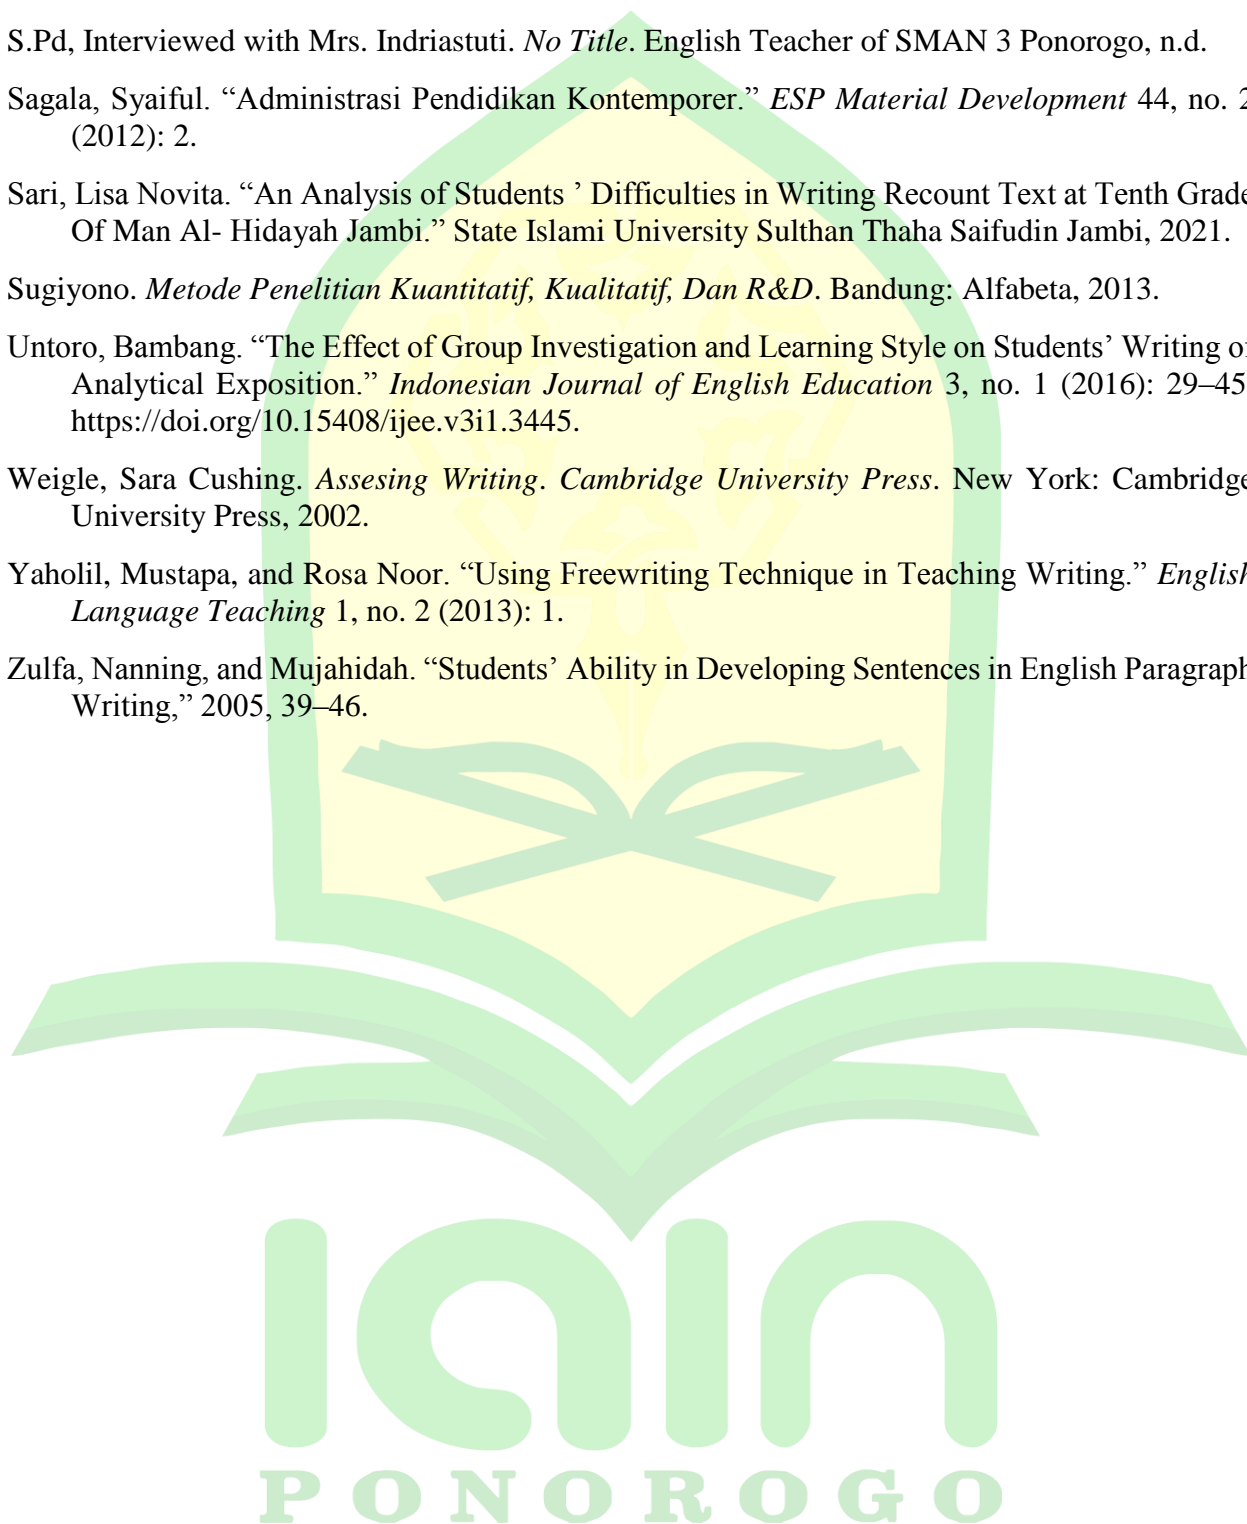 S.Pd, Interviewed with Mrs. Indriastuti. No Title. English Teacher of SMAN 3 Ponorogo, n.d.
Sagala, Syaiful. “Administrasi Pendidikan Kontemporer.” ESP Material Development 44, no. 2
(2012): 2.
Sari, Lisa Novita. “An Analysis of Students ’ Difficulties in Writing Recount Text at Tenth Grade
Of Man Al- Hidayah Jambi.” State Islami University Sulthan Thaha Saifudin Jambi, 2021.
Sugiyono. Metode Penelitian Kuantitatif, Kualitatif, Dan R&D. Bandung: Alfabeta, 2013.
Untoro, Bambang. “The Effect of Group Investigation and Learning Style on Students’ Writing of
Analytical Exposition.” Indonesian Journal of English Education 3, no. 1 (2016): 29–45.
https://doi.org/10.15408/ijee.v3i1.3445.
Weigle, Sara Cushing. Assesing Writing. Cambridge University Press. New York: Cambridge
University Press, 2002.
Yaholil, Mustapa, and Rosa Noor. “Using Freewriting Technique in Teaching Writing.” English
Language Teaching 1, no. 2 (2013): 1.
Zulfa, Nanning, and Mujahidah. “Students’ Ability in Developing Sentences in English Paragraph
Writing,” 2005, 39–46.
iain
PONOROGO